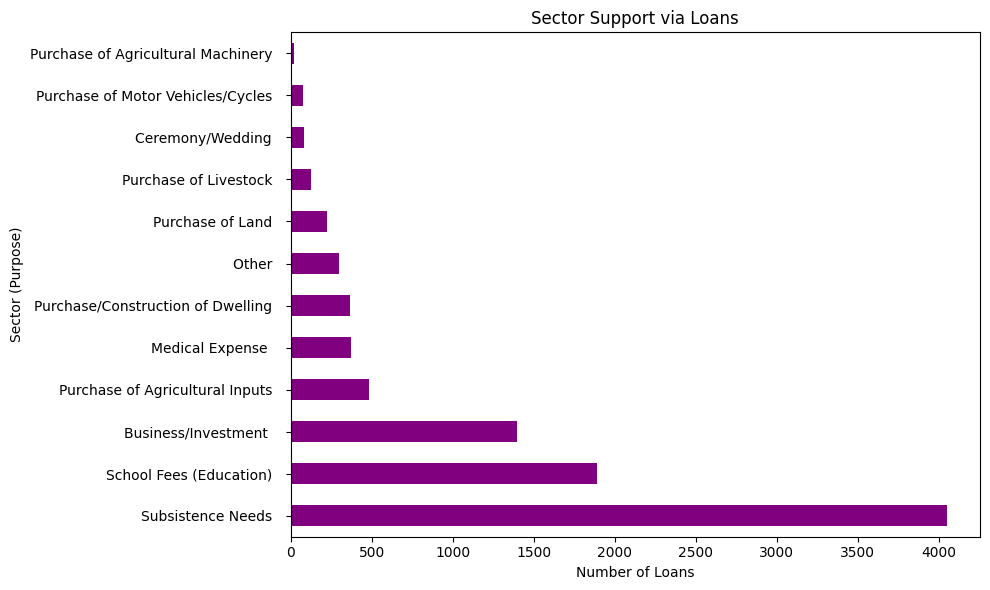 Sector Support via Loans
Purchase of Agricultural Machinery
Purchase of Motor Vehicles/Cycles
Ceremony/Wedding
Purchase of Livestock
Purchase of Land
Other
Purchase/Construction of Dwelling
Medical Expense
Purchase of Agricultural Inputs
Business/Investment
School Fees (Education)
Subsistence Needs
Sector (Purpose)
0 500 1000 1500 2000 2500 3000 3500 4000
Number of Loans